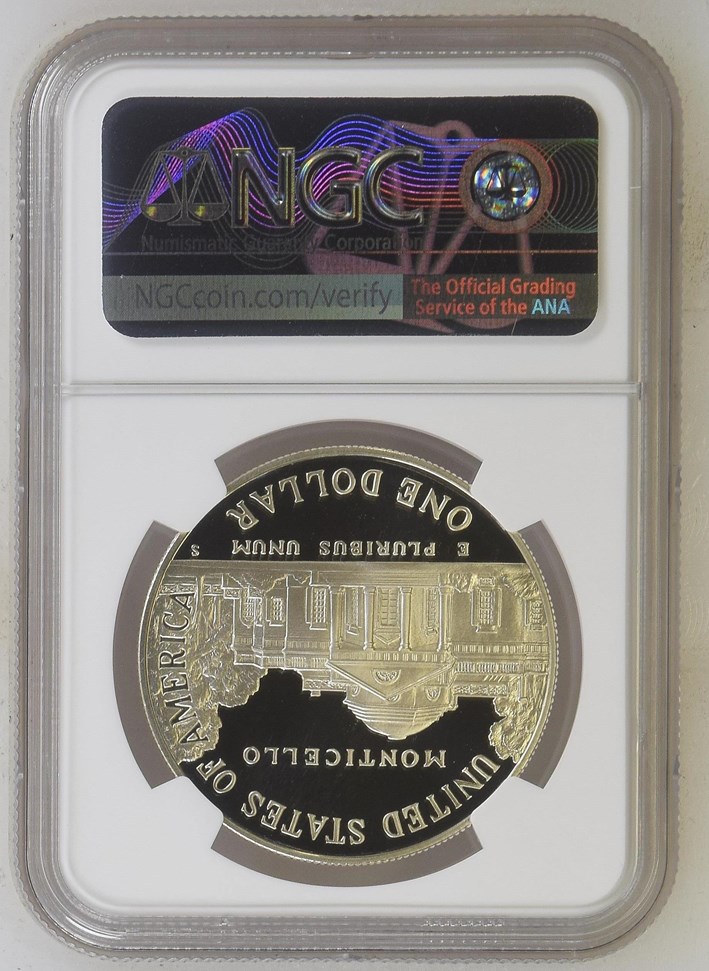 NGC
Numismatic Guaranty Corporation
NGCcoin.com/verify
The Official Grading
Service of the ANA
UNITED STATES OF AMERICA
MONTICELLO
E PLURIBUS UNUM S
ONE DOLLAR